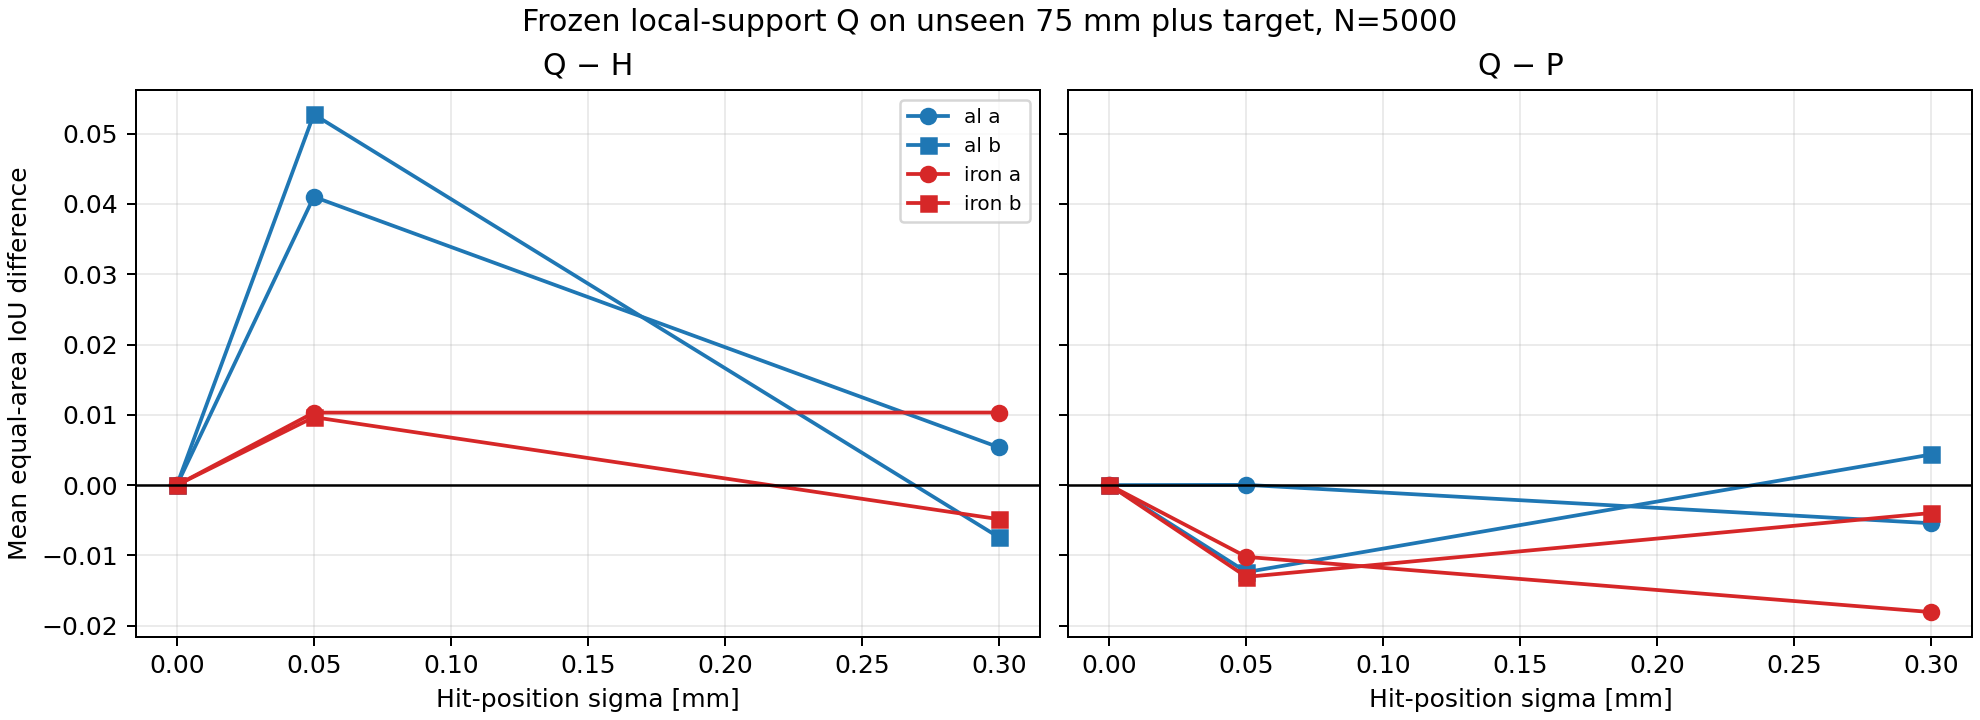 Frozen local-support Q on unseen 75 mm plus target, N=5000
Q − H
Q − P
Mean equal-area IoU difference
0.05
0.04
0.03
0.02
0.01
0.00
−0.01
−0.02
al a
al b
iron a
iron b
0.00 0.05 0.10 0.15 0.20 0.25 0.30
Hit-position sigma [mm]
0.00 0.05 0.10 0.15 0.20 0.25 0.30
Hit-position sigma [mm]